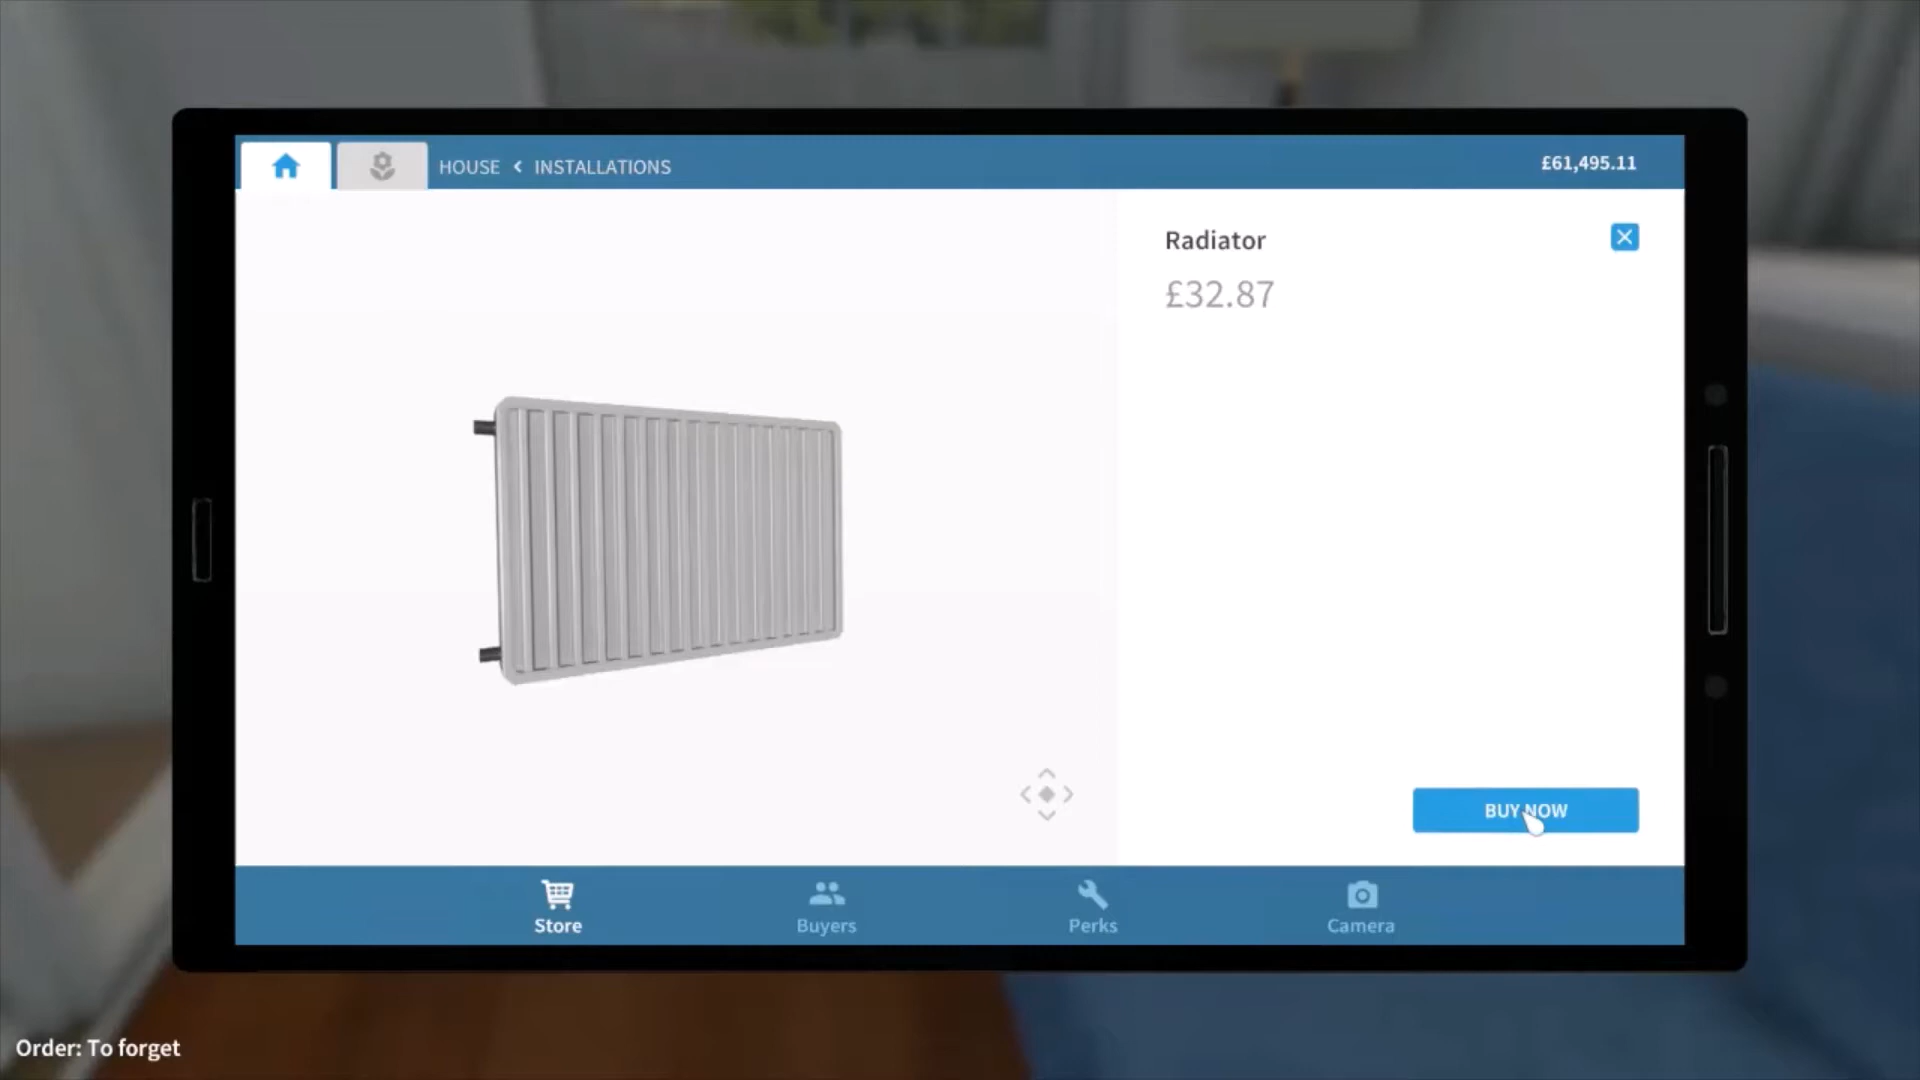 HOUSE < INSTALLATIONS
£61,495.11
Radiator
£32.87
BUY NOW
Store
Buyers
Perks
Camera
Order: To forget